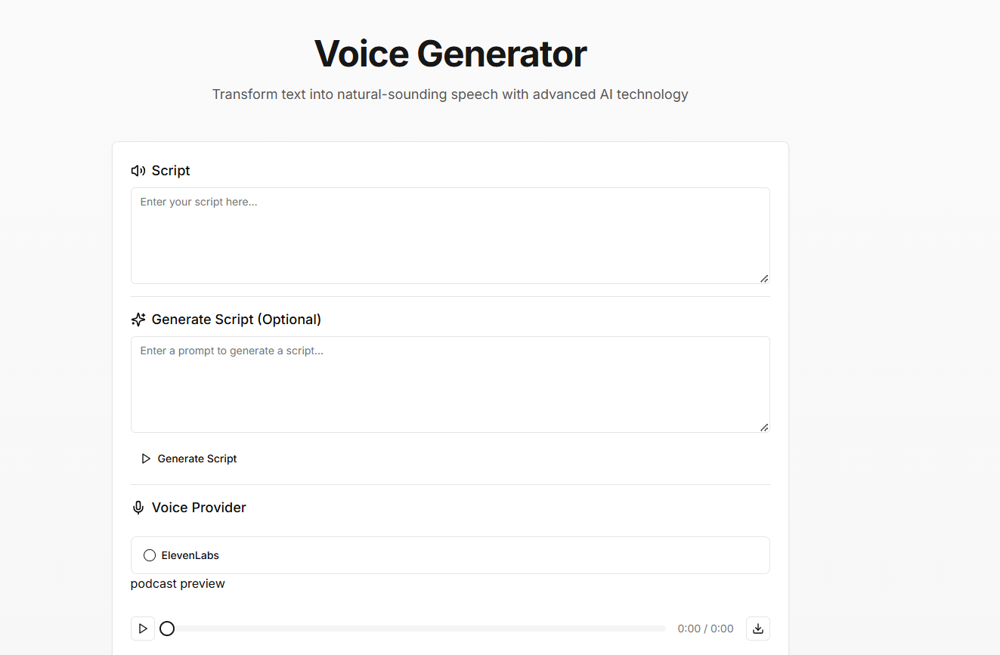 Voice Generator
Transform text into natural-sounding speech with advanced AI technology
Script
Enter your script here...
Generate Script (Optional)
Enter a prompt to generate a script...
Generate Script
Voice Provider
ElevenLabs
podcast preview
0:00 / 0:00